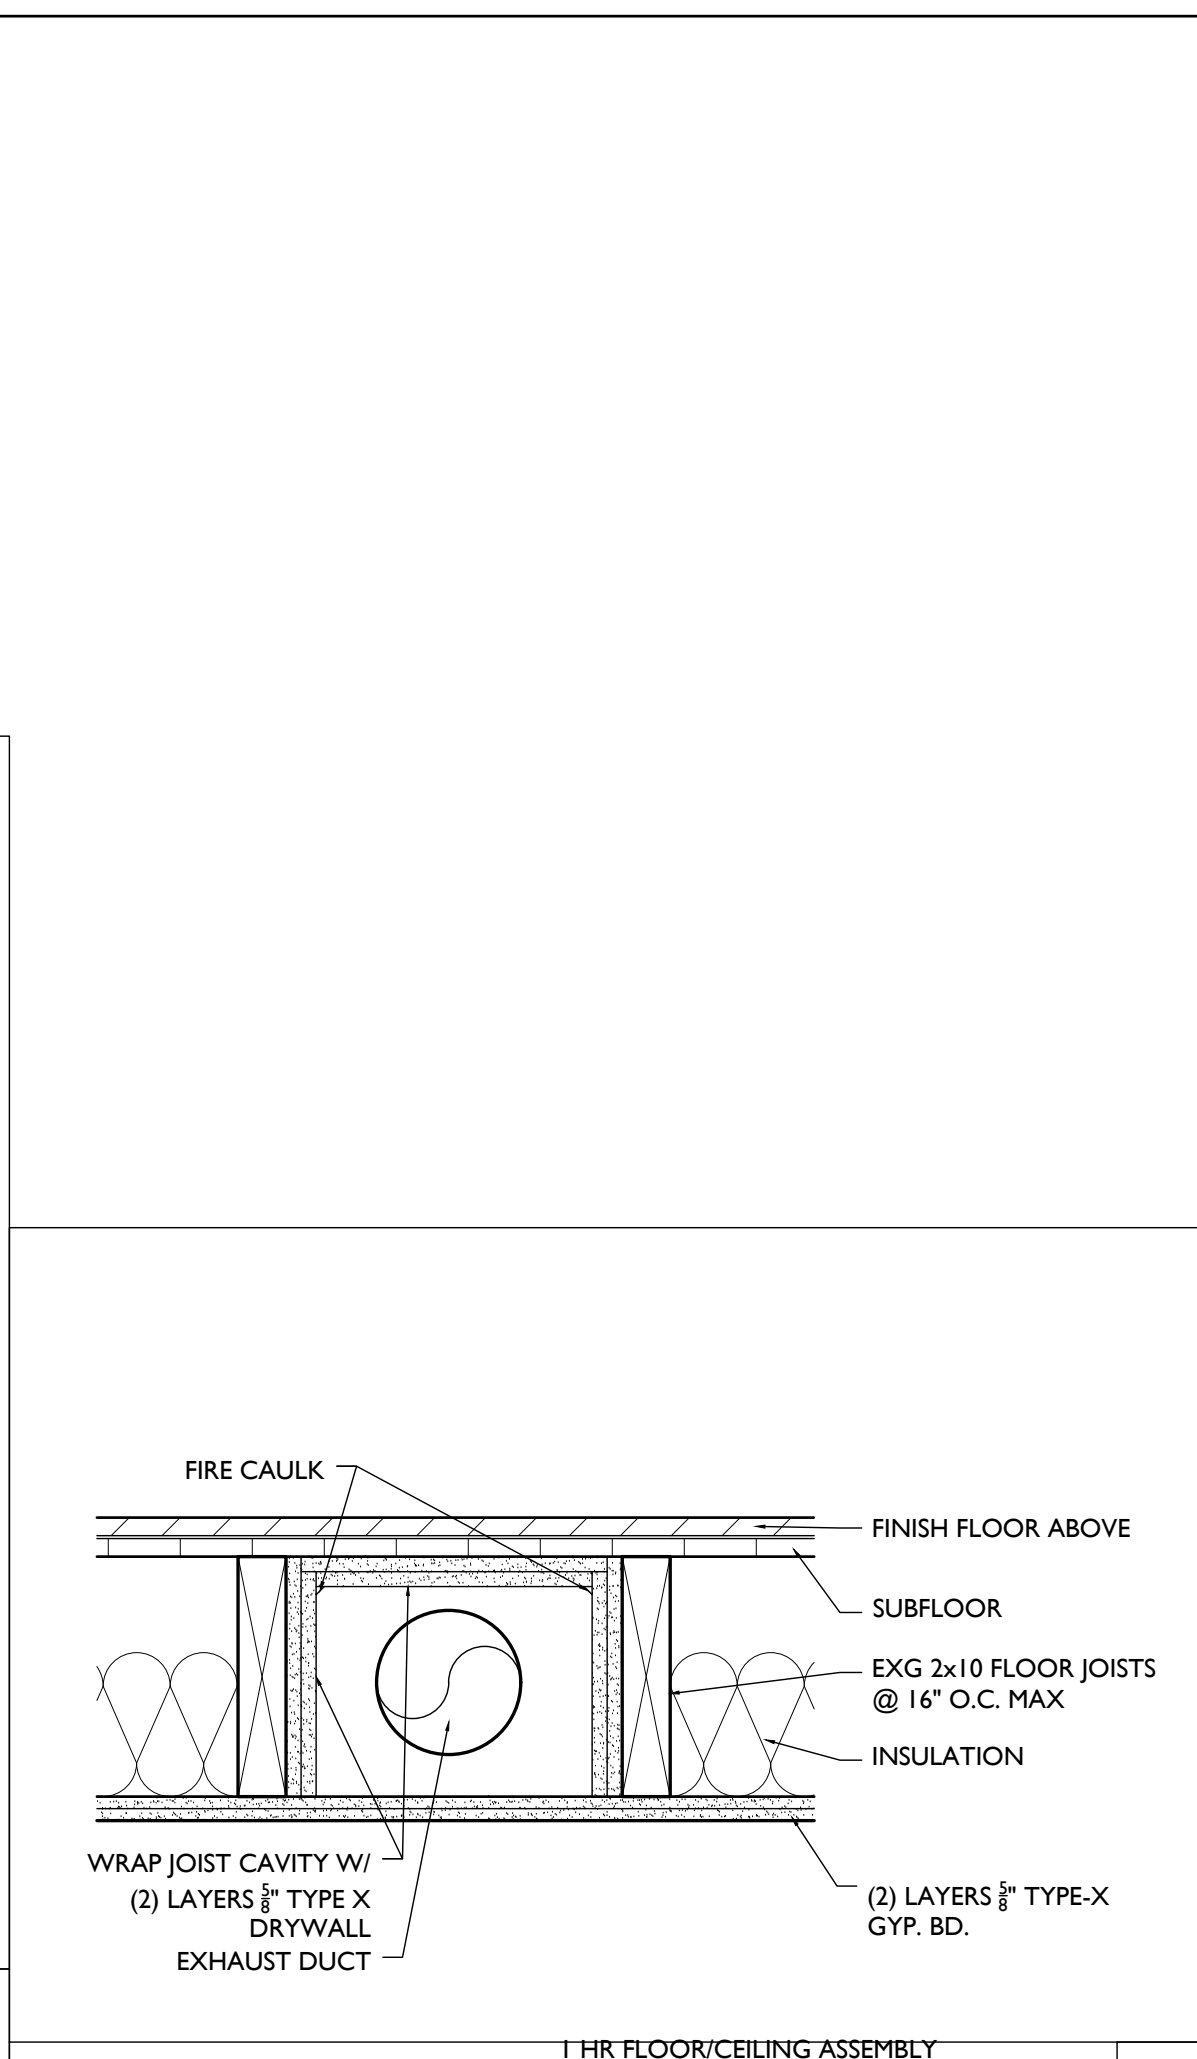 FIRE CAULK
FINISH FLOOR ABOVE
SUBFLOOR
EXG 2x10 FLOOR JOISTS
@ 16" O.C. MAX
INSULATION
WRAP JOIST CAVITY W/
(2) LAYERS 5/8" TYPE X
DRYWALL
EXHAUST DUCT
(2) LAYERS 5/8" TYPE-X
GYP. BD.
1 HR FLOOR/CEILING ASSEMBLY